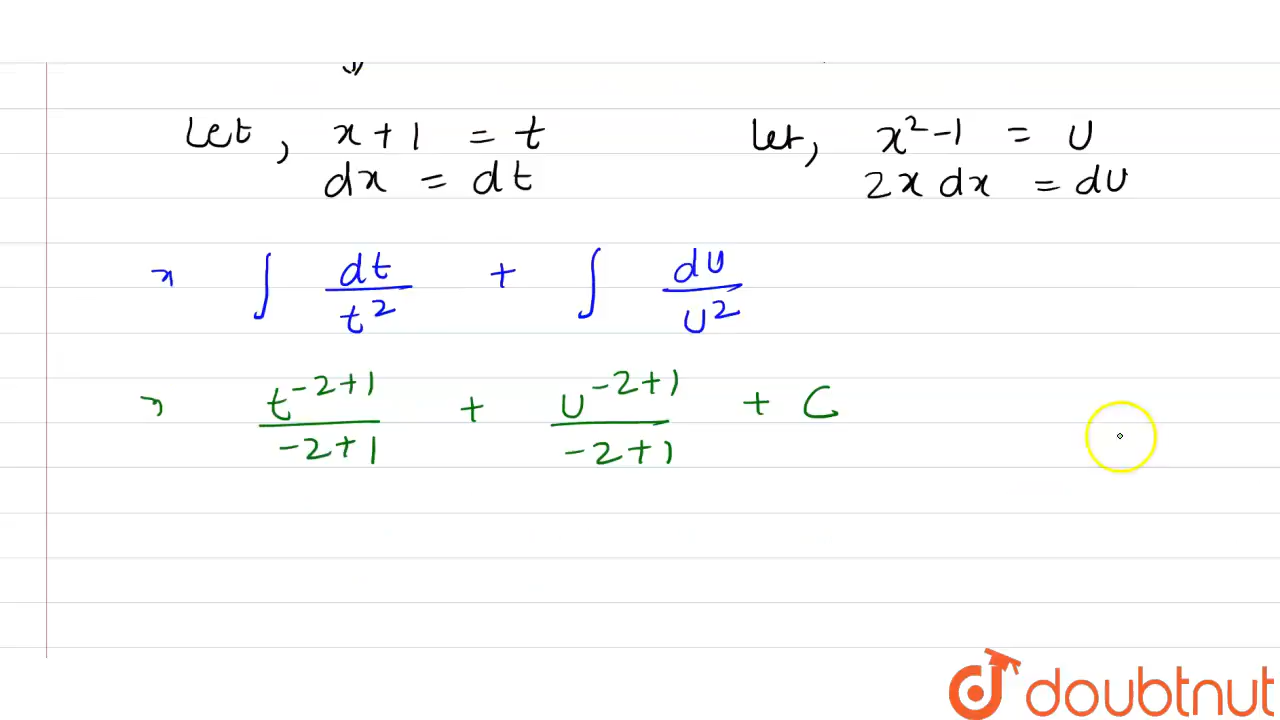 Let, x + 1 = t    let, x² - 1 = U
dx = dt    2x dx = dU
∫ dt/t² + ∫ dU/U²
t⁻²⁺¹/-2+1 + U⁻²⁺¹/-2+1 + C
doubtnut